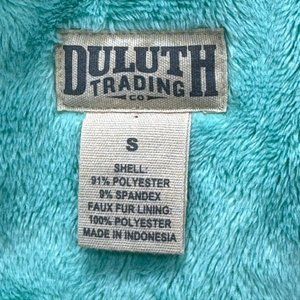 DULUTH
TRADING
CO
S
SHELL:
91% POLYESTER
9% SPANDEX
FAUX FUR LINING:
100% POLYESTER
MADE IN INDONESIA